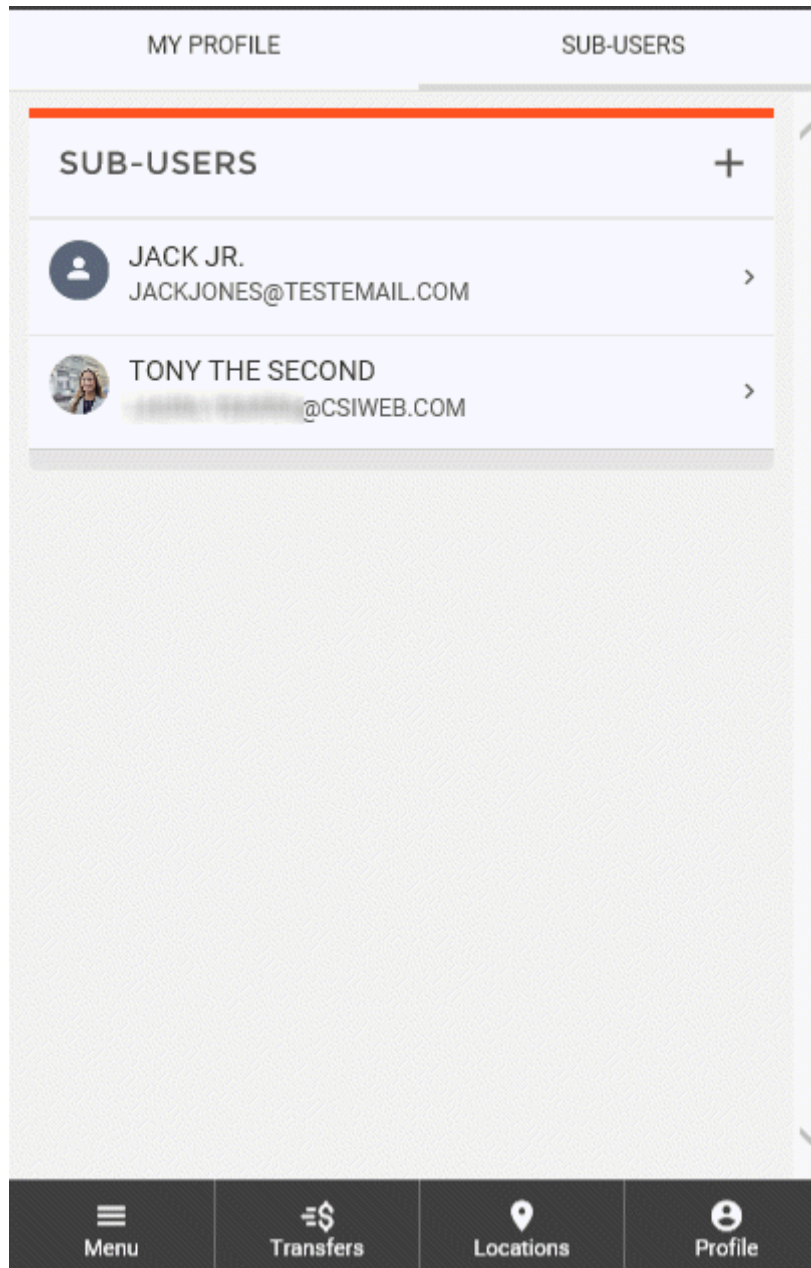 MY PROFILE
SUB-USERS
SUB-USERS
JACK JR.
JACKJONES@TESTEMAIL.COM
TONY THE SECOND
@CSIWEB.COM
Menu
Transfers
Locations
Profile